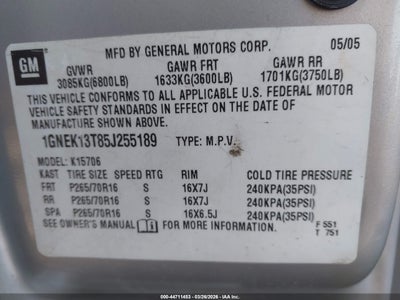 GM
MFD BY GENERAL MOTORS CORP. 05/05
GVWR GAWR FRT GAWR RR
3085KG(6800LB) 1633KG(3600LB) 1701KG(3750LB)
THIS VEHICLE CONFORMS TO ALL APPLICABLE U.S. FEDERAL MOTOR
VEHICLE SAFETY STANDARDS IN EFFECT ON THE DATE OF
MANUFACTURE SHOWN ABOVE.
1GNEK13T85J255189 TYPE: M.P.V.
MODEL: K15706
KAST TIRE SIZE SPEED RTG RIM COLD TIRE PRESSURE
FRT P265/70R16 S 16X7J 240KPA(35PSI)
RR P265/70R16 S 16X7J 240KPA(35PSI)
SPA P265/70R16 S 16X6.5J 240KPA(35PSI)
SEE OWNER'S MANUAL FOR MORE INFORMATION
F 551
T 751
ID: 000-44711453 - 03/26/2026 - IAA, Inc.